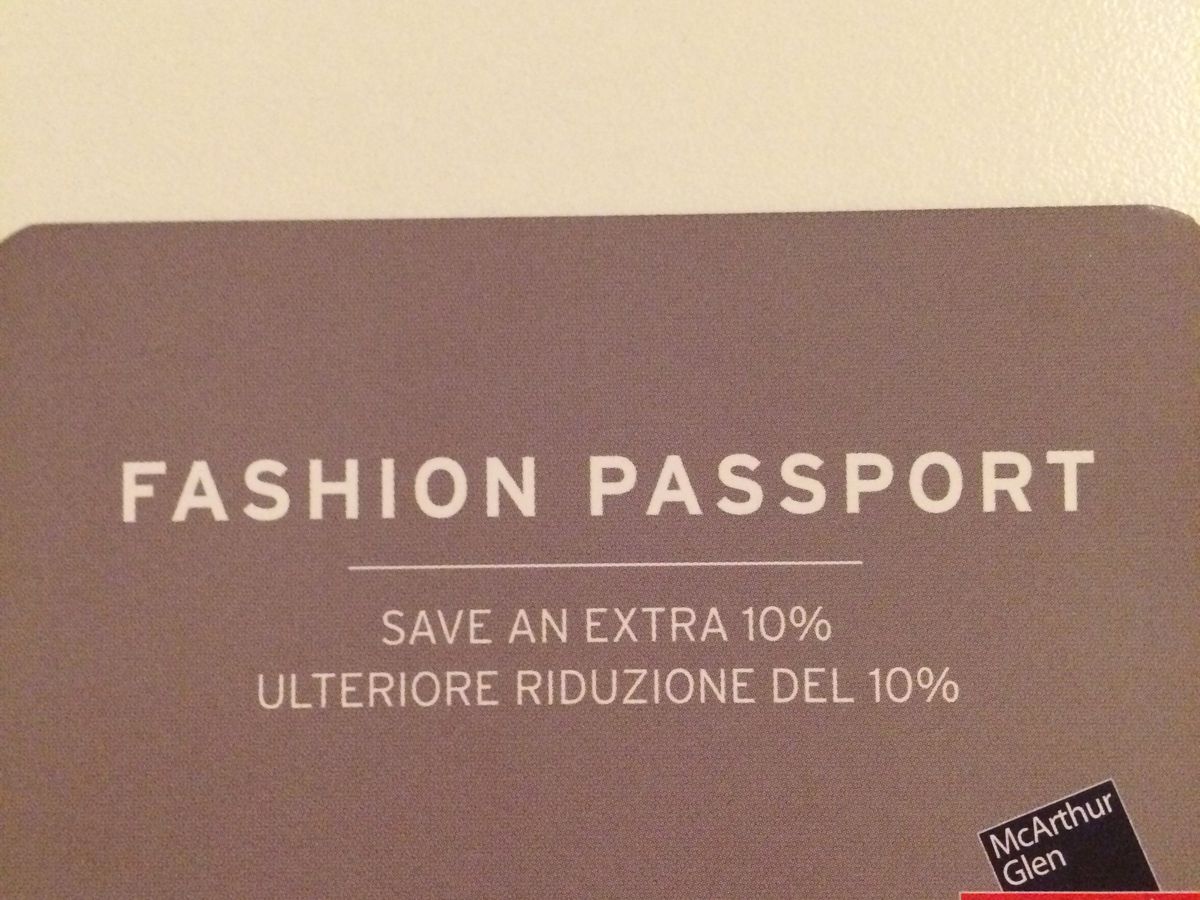 FASHION PASSPORT
SAVE AN EXTRA 10%
ULTERIORE RIDUZIONE DEL 10%
McArthur
Glen